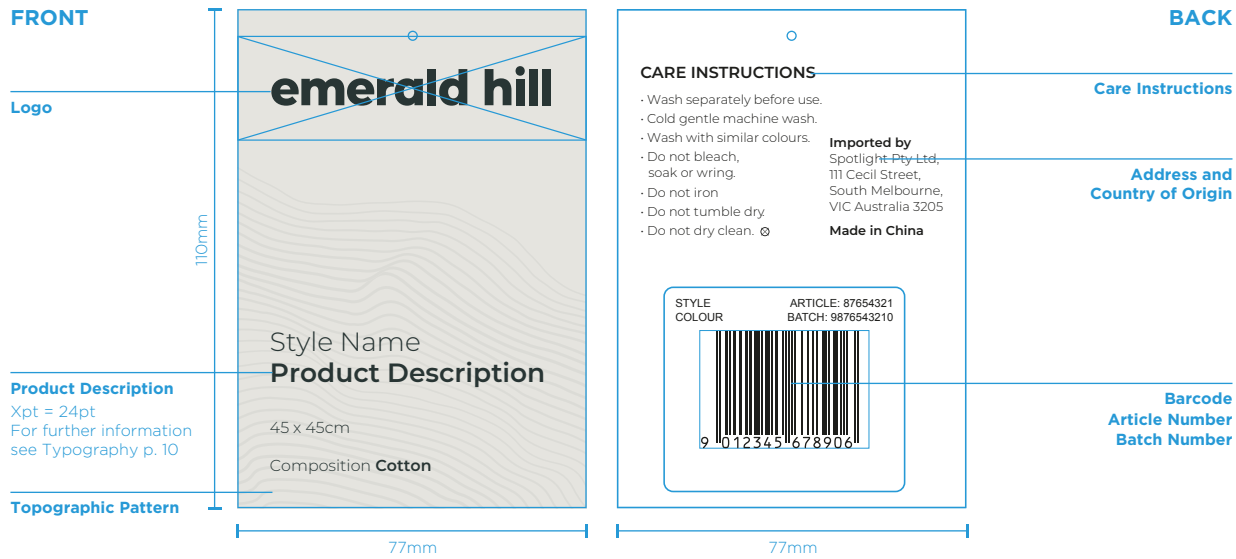 FRONT
Logo
Product Description
Xpt = 24pt
For further information
see Typography p. 10
Topographic Pattern
110mm
emerald hill
Style Name
Product Description
45 x 45cm
Composition Cotton
77mm
CARE INSTRUCTIONS
· Wash separately before use.
· Cold gentle machine wash.
· Wash with similar colours.
· Do not bleach,
soak or wring.
· Do not iron
· Do not tumble dry.
· Do not dry clean.
Imported by
Spotlight Pty Ltd,
111 Cecil Street,
South Melbourne,
VIC Australia 3205
Made in China
STYLE ARTICLE: 87654321
COLOUR BATCH: 9876543210
9 012345 678906
77mm
BACK
Care Instructions
Address and
Country of Origin
Barcode
Article Number
Batch Number